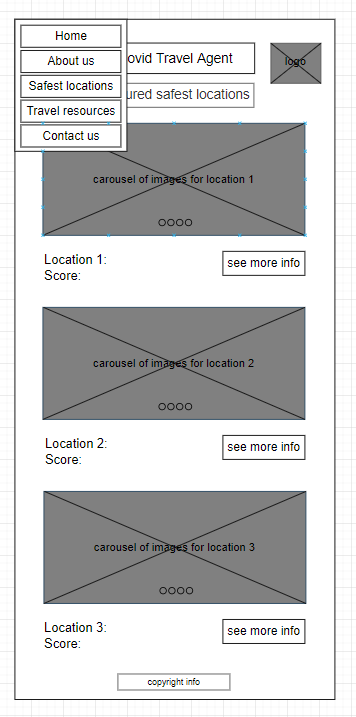 Home
About us
Safest locations
Travel resources
Contact us
ovid Travel Agent
logo
ured safest locations
carousel of images for location 1
Location 1:
Score:
see more info
carousel of images for location 2
Location 2:
Score:
see more info
carousel of images for location 3
Location 3:
Score:
see more info
copyright info